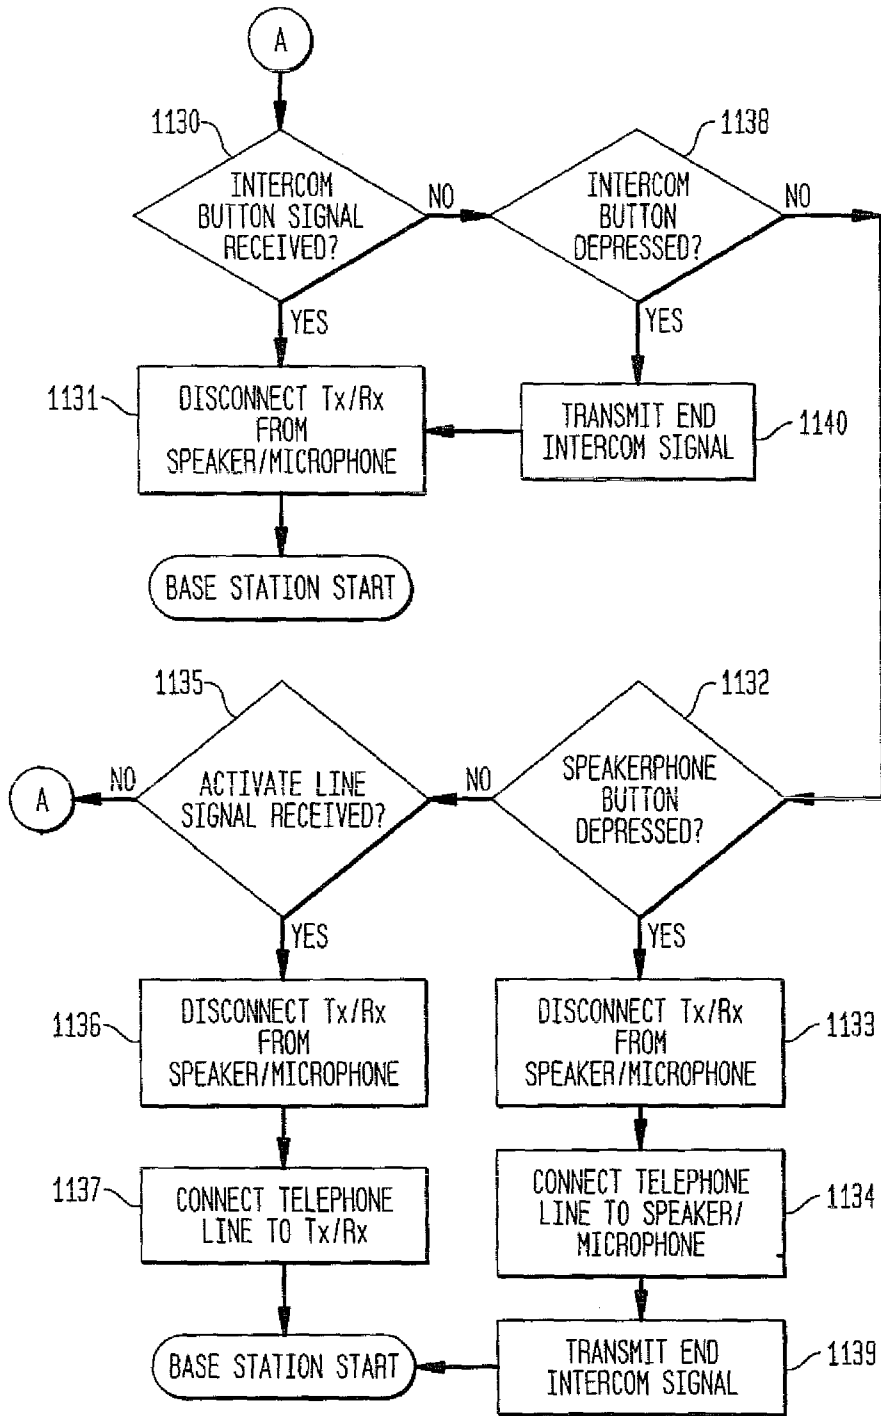 A
1130
INTERCOM
BUTTON SIGNAL
RECEIVED?
NO
YES
1138
INTERCOM
BUTTON
DEPRESSED?
NO
YES
1131
DISCONNECT Tx/Rx
FROM
SPEAKER/MICROPHONE
TRANSMIT END
INTERCOM SIGNAL
1140
BASE STATION START
1135
ACTIVATE LINE
SIGNAL RECEIVED?
NO
A
YES
1132
SPEAKERPHONE
BUTTON
DEPRESSED?
NO
YES
1136
DISCONNECT Tx/Rx
FROM
SPEAKER/MICROPHONE
DISCONNECT Tx/Rx
FROM
SPEAKER/MICROPHONE
1133
1137
CONNECT TELEPHONE
LINE TO Tx/Rx
CONNECT TELEPHONE
LINE TO SPEAKER/
MICROPHONE
1134
BASE STATION START
TRANSMIT END
INTERCOM SIGNAL
1139